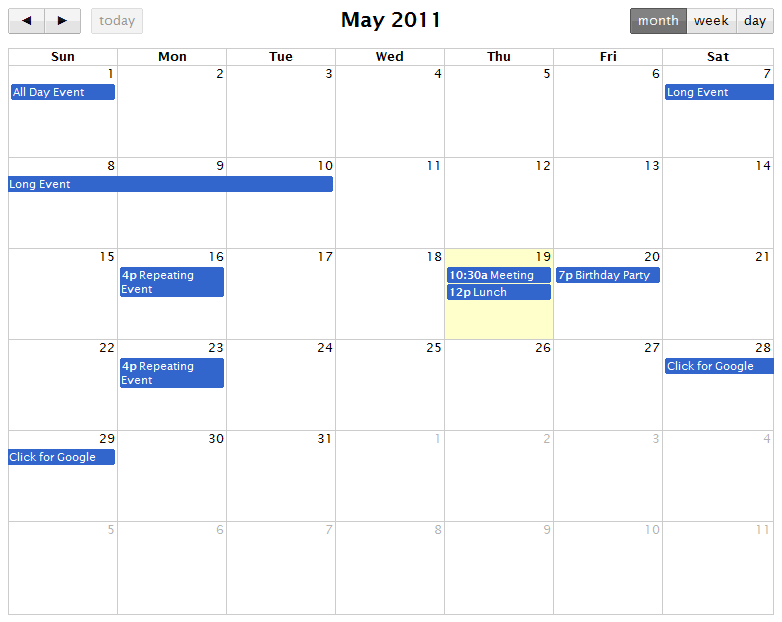 ◀ ▶ today May 2011 month week day
Sun Mon Tue Wed Thu Fri Sat
1 2 3 4 5 6 7
All Day Event Long Event
8 9 10 11 12 13 14
Long Event
15 16 17 18 19 20 21
4p Repeating 10:30a Meeting 7p Birthday Party
Event 12p Lunch
22 23 24 25 26 27 28
4p Repeating Click for Google
Event
29 30 31 1 2 3 4
Click for Google
5 6 7 8 9 10 11